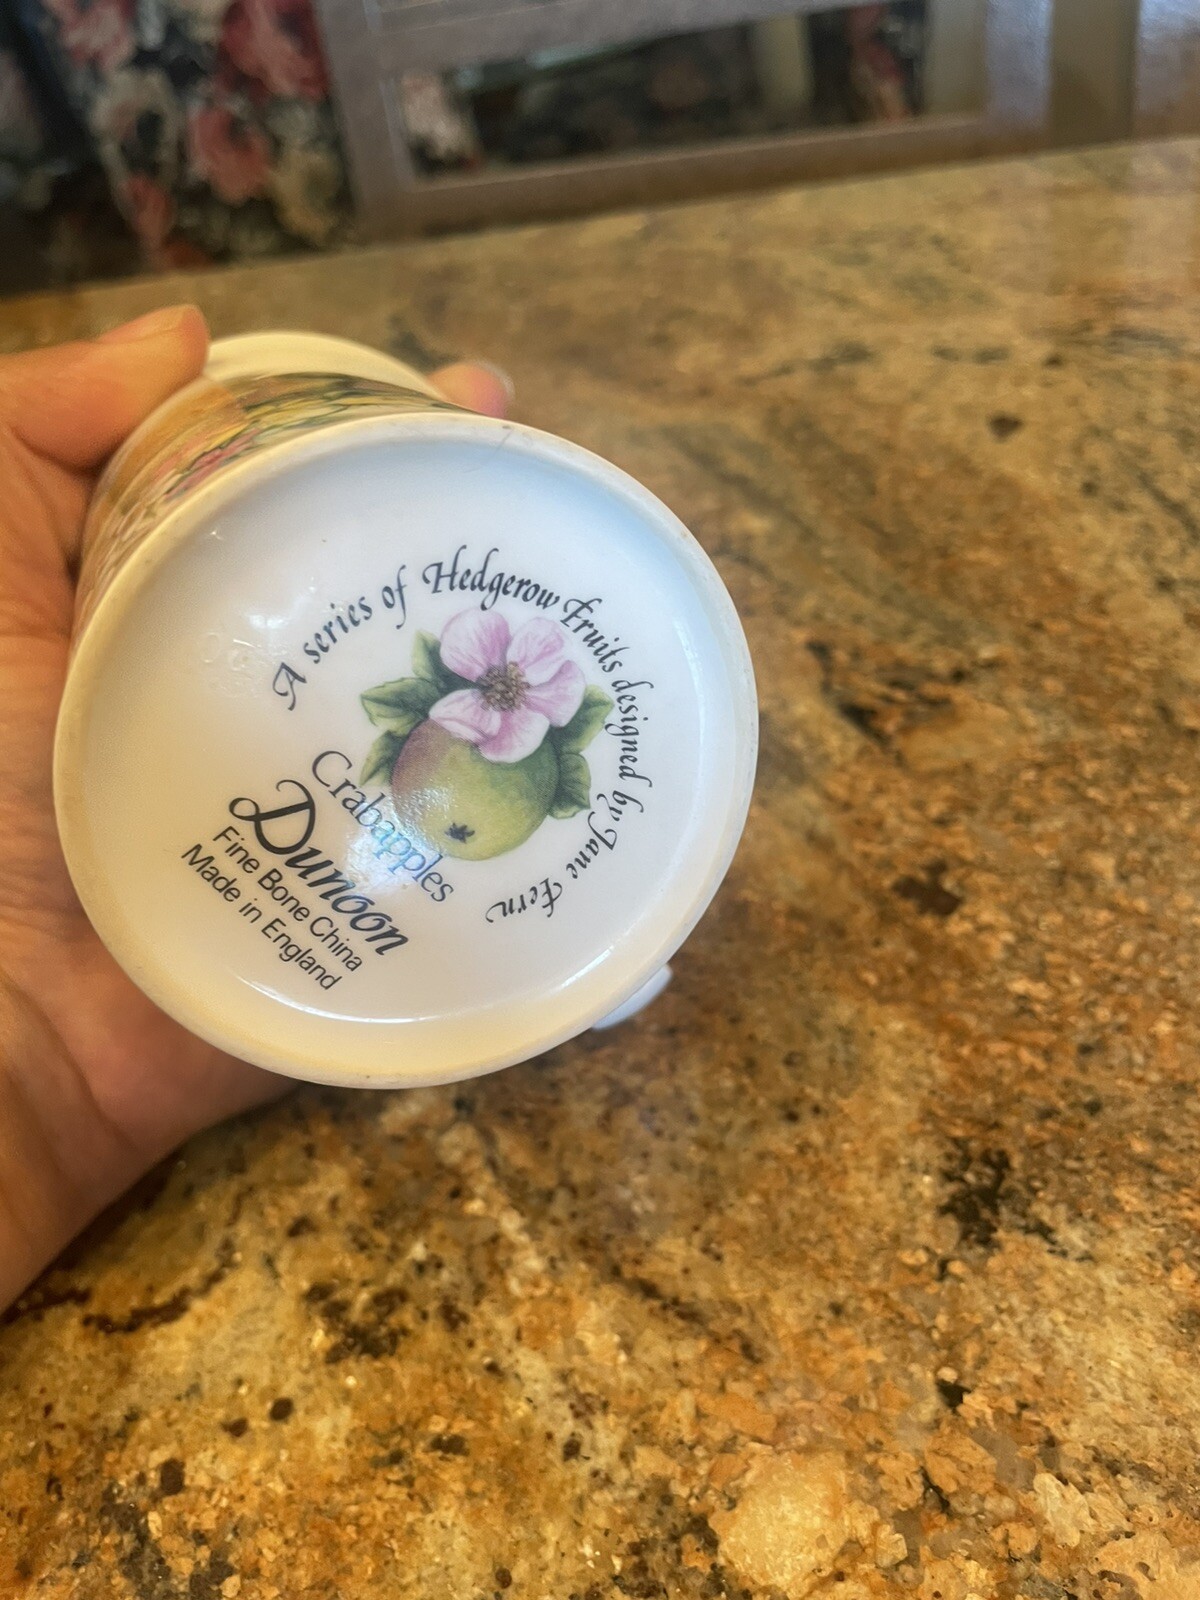 A series of Hedgerow Fruits designed by Jane Fern
Crabapples
Dunoon
Fine Bone China
Made in England